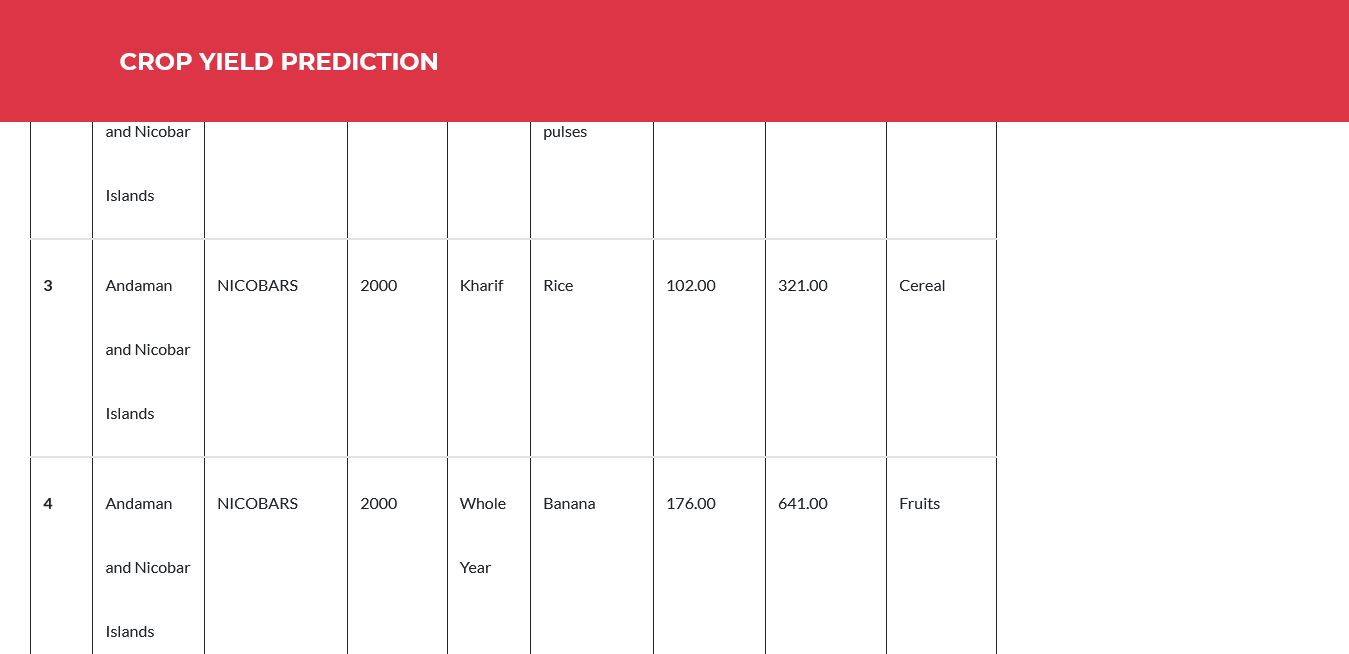 CROP YIELD PREDICTION
and Nicobar pulses
Islands
3 Andaman NICOBARS 2000 Kharif Rice 102.00 321.00 Cereal
and Nicobar
Islands
4 Andaman NICOBARS 2000 Whole Banana 176.00 641.00 Fruits
and Nicobar Year
Islands